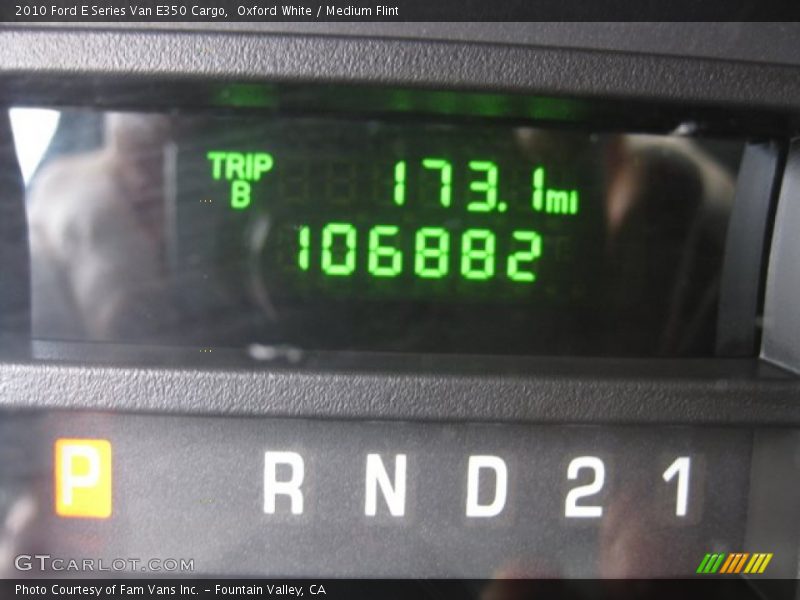 2010 Ford E Series Van E350 Cargo,  Oxford White / Medium Flint
TRIP
B
173.1mi
106882
P R N D 2 1
GTCARLOT.COM
Photo Courtesy of Fam Vans Inc. – Fountain Valley, CA